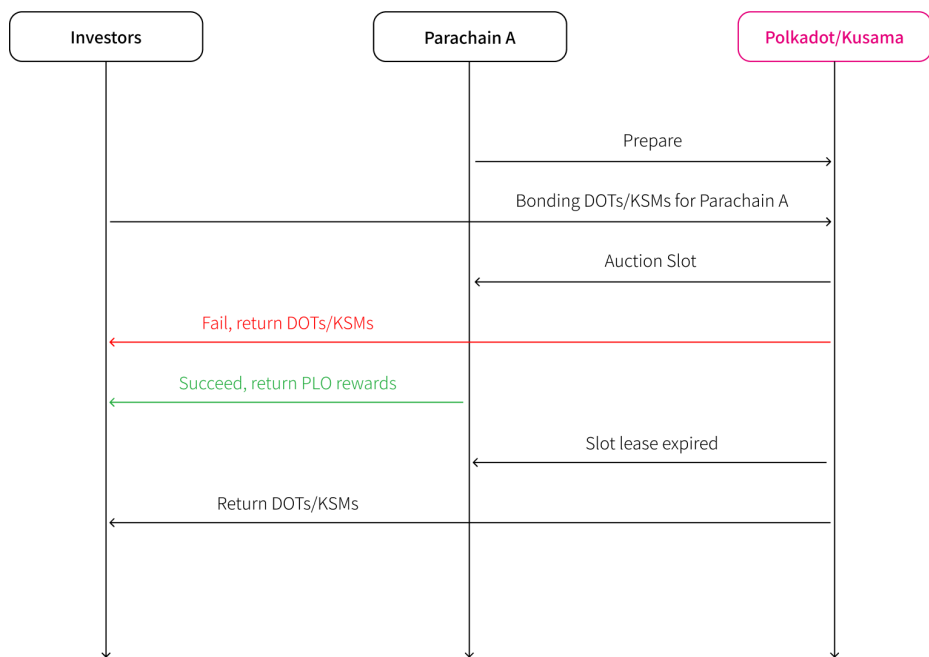 Investors
Parachain A
Polkadot/Kusama
Prepare
Bonding DOTs/KSMs for Parachain A
Auction Slot
Fail, return DOTs/KSMs
Succeed, return PLO rewards
Slot lease expired
Return DOTs/KSMs